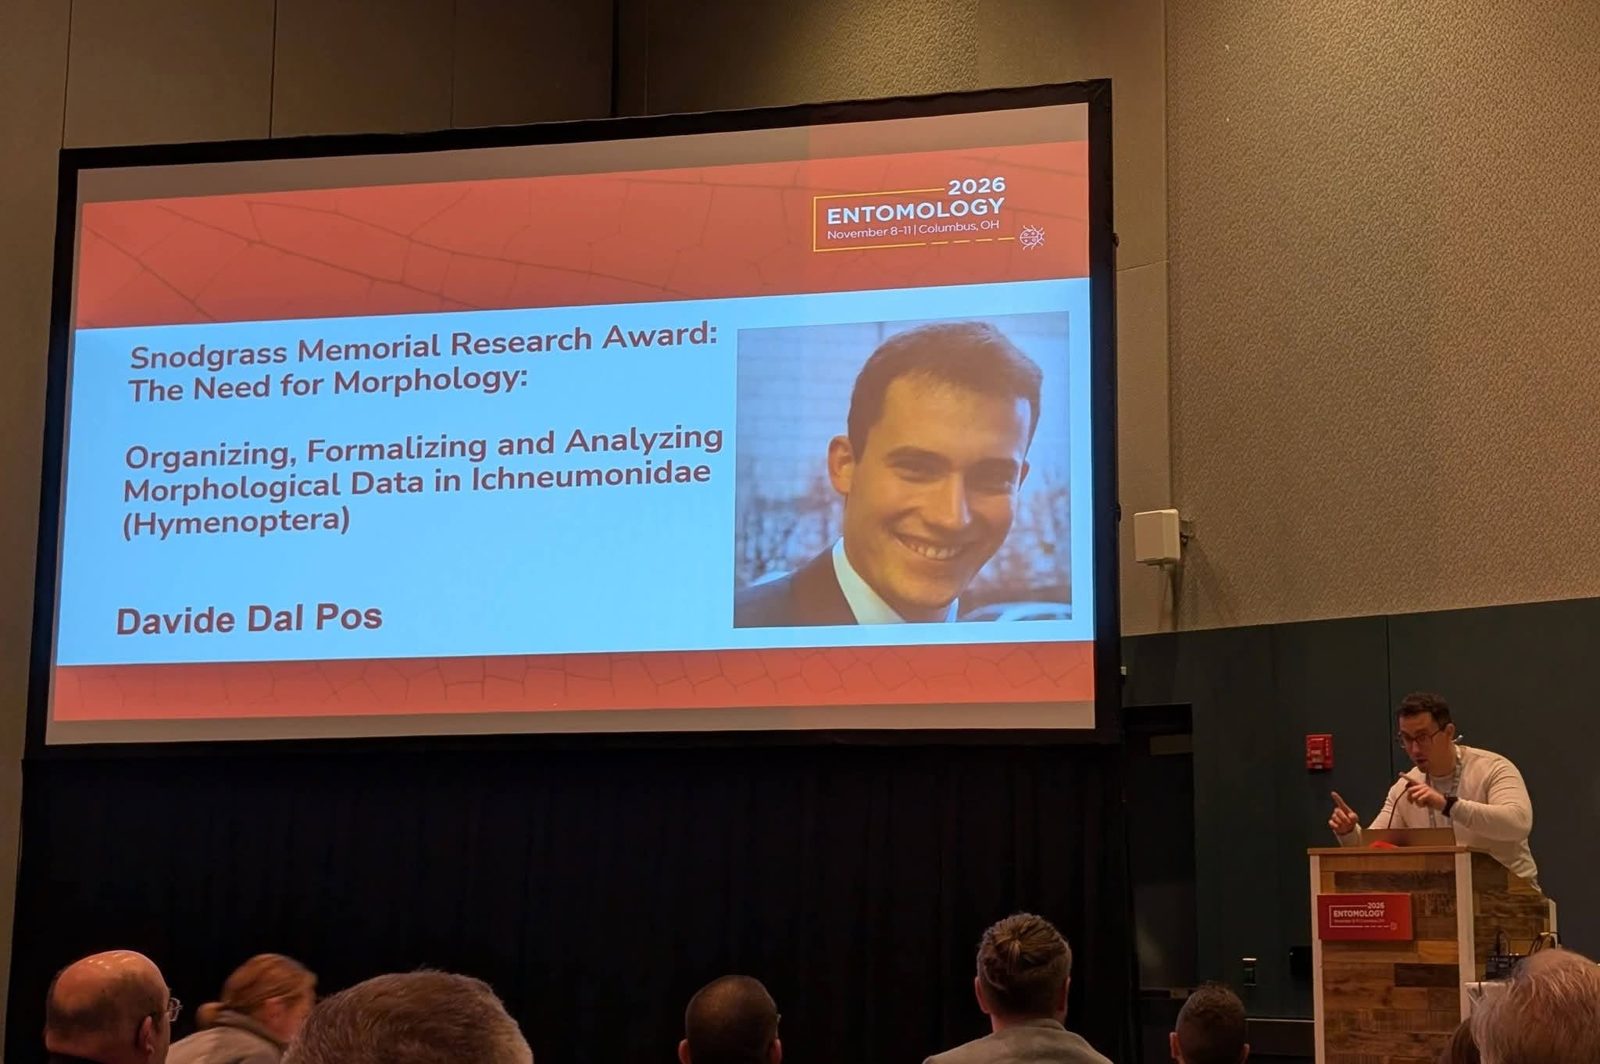 2026
ENTOMOLOGY
November 8-11 | Columbus, OH
Snodgrass Memorial Research Award:
The Need for Morphology:
Organizing, Formalizing and Analyzing
Morphological Data in Ichneumonidae
(Hymenoptera)
Davide Dal Pos
2026
ENTOMOLOGY